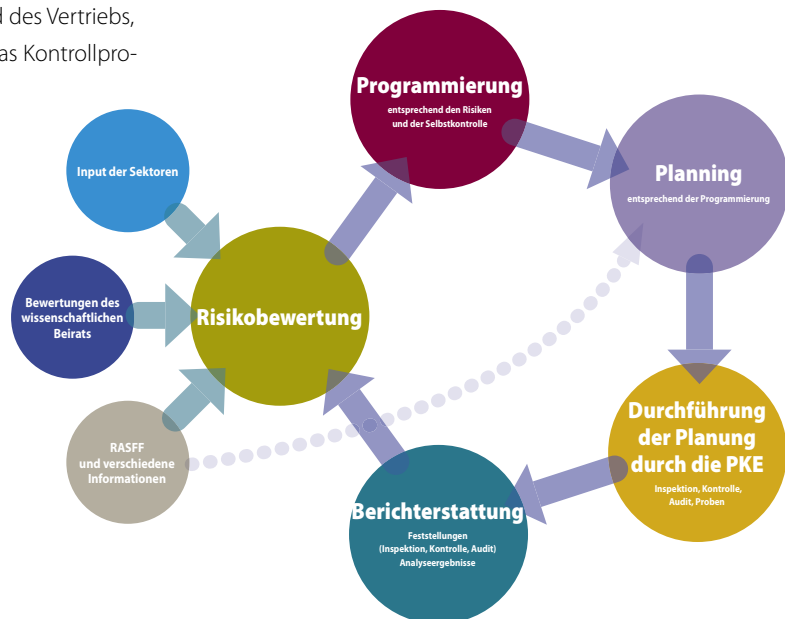 d des Vertriebs,
as Kontrollpro-
Programmierung
entsprechend den Risiken
und der Selbstkontrolle
Input der Sektoren
Planning
entsprechend der Programmierung
Bewertungen des
wissenschaftlichen
Beirats
Risikobewertung
RASFF
und verschiedene
Informationen
Durchführung
der Planung
durch die PKE
Inspektion, Kontrolle,
Audit, Proben
Berichterstattung
Feststellungen
(Inspektion, Kontrolle, Audit)
Analyseergebnisse